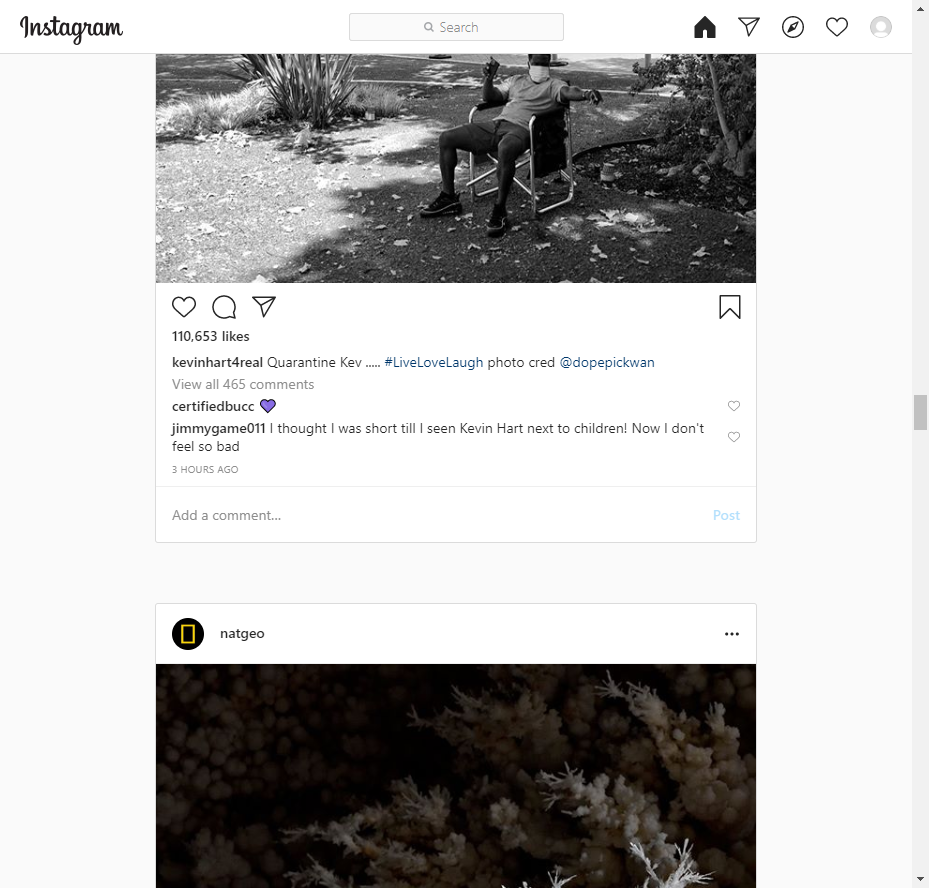 Instagram
Search
110,653 likes
kevinhart4real Quarantine Kev ..... #LiveLoveLaugh photo cred @dopepickwan
View all 465 comments
certifiedbucc 💜
jimmygame011 I thought I was short till I seen Kevin Hart next to children! Now I don't
feel so bad
3 HOURS AGO
Add a comment... Post
natgeo